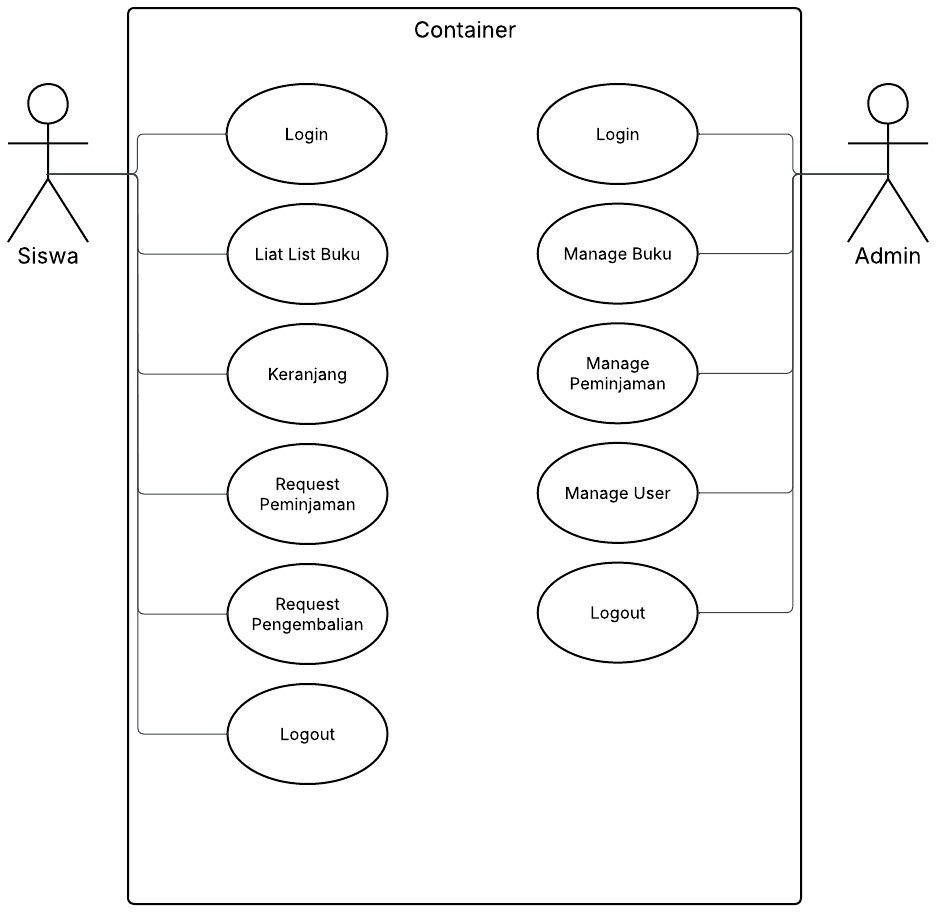 Container
Siswa
Login
Liat List Buku
Keranjang
Request
Peminjaman
Request
Pengembalian
Logout
Login
Manage Buku
Manage
Peminjaman
Manage User
Logout
Admin